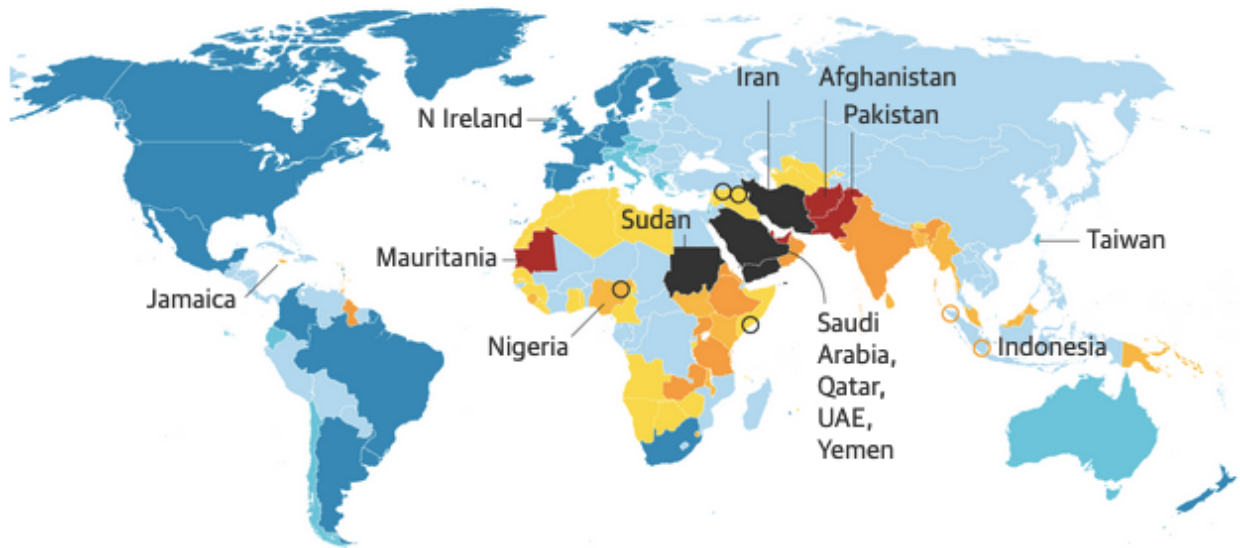 Iran
Afghanistan
Pakistan
N Ireland
Sudan
Taiwan
Mauritania
Jamaica
Nigeria
Saudi
Arabia,
Qatar,
UAE,
Yemen
Indonesia